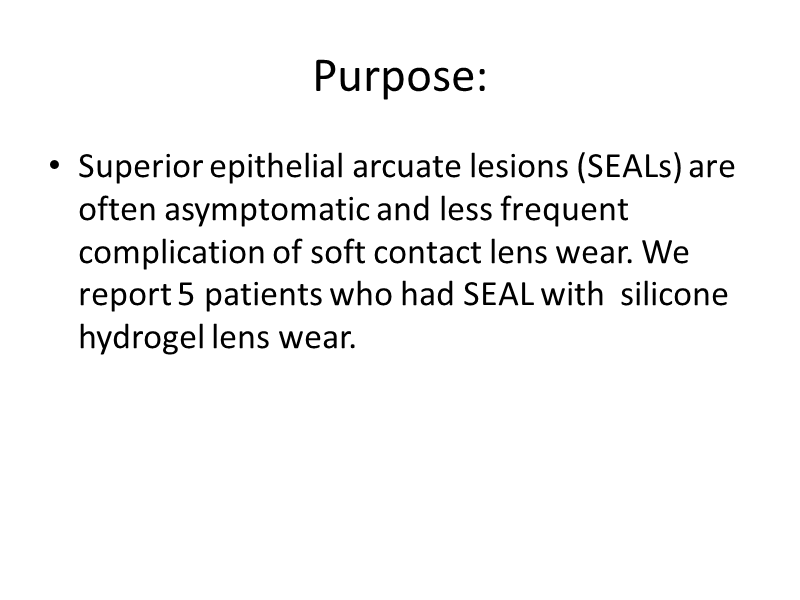 Purpose:
• Superior epithelial arcuate lesions (SEALs) are
often asymptomatic and less frequent
complication of soft contact lens wear. We
report 5 patients who had SEAL with  silicone
hydrogel lens wear.